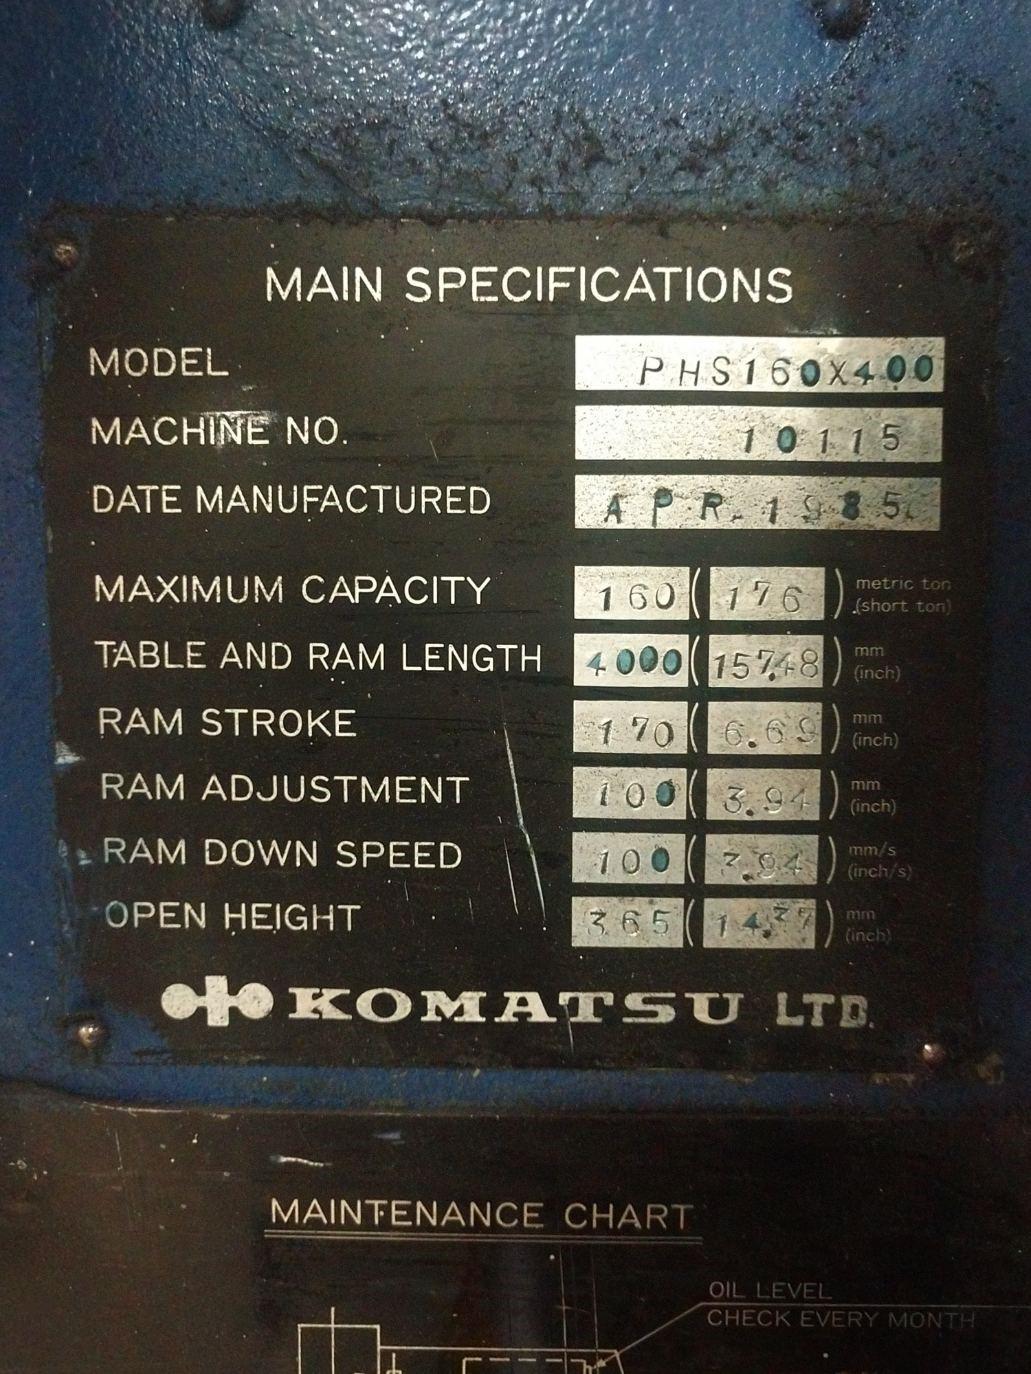 MAIN SPECIFICATIONS
MODEL PHS160X400
MACHINE NO. 10115
DATE MANUFACTURED APR. 1985.
MAXIMUM CAPACITY 160 ( 176 ) metric ton (short ton)
TABLE AND RAM LENGTH 4000 ( 157.48 ) mm (inch)
RAM STROKE 170 ( 6.69 ) mm (inch)
RAM ADJUSTMENT 100 ( 3.94 ) mm (inch)
RAM DOWN SPEED 100 ( 3.94 ) mm/s (inch/s)
OPEN HEIGHT 365 ( 14.37 ) mm (inch)
KOMATSU LTD.
MAINTENANCE CHART
OIL LEVEL
CHECK EVERY MONTH